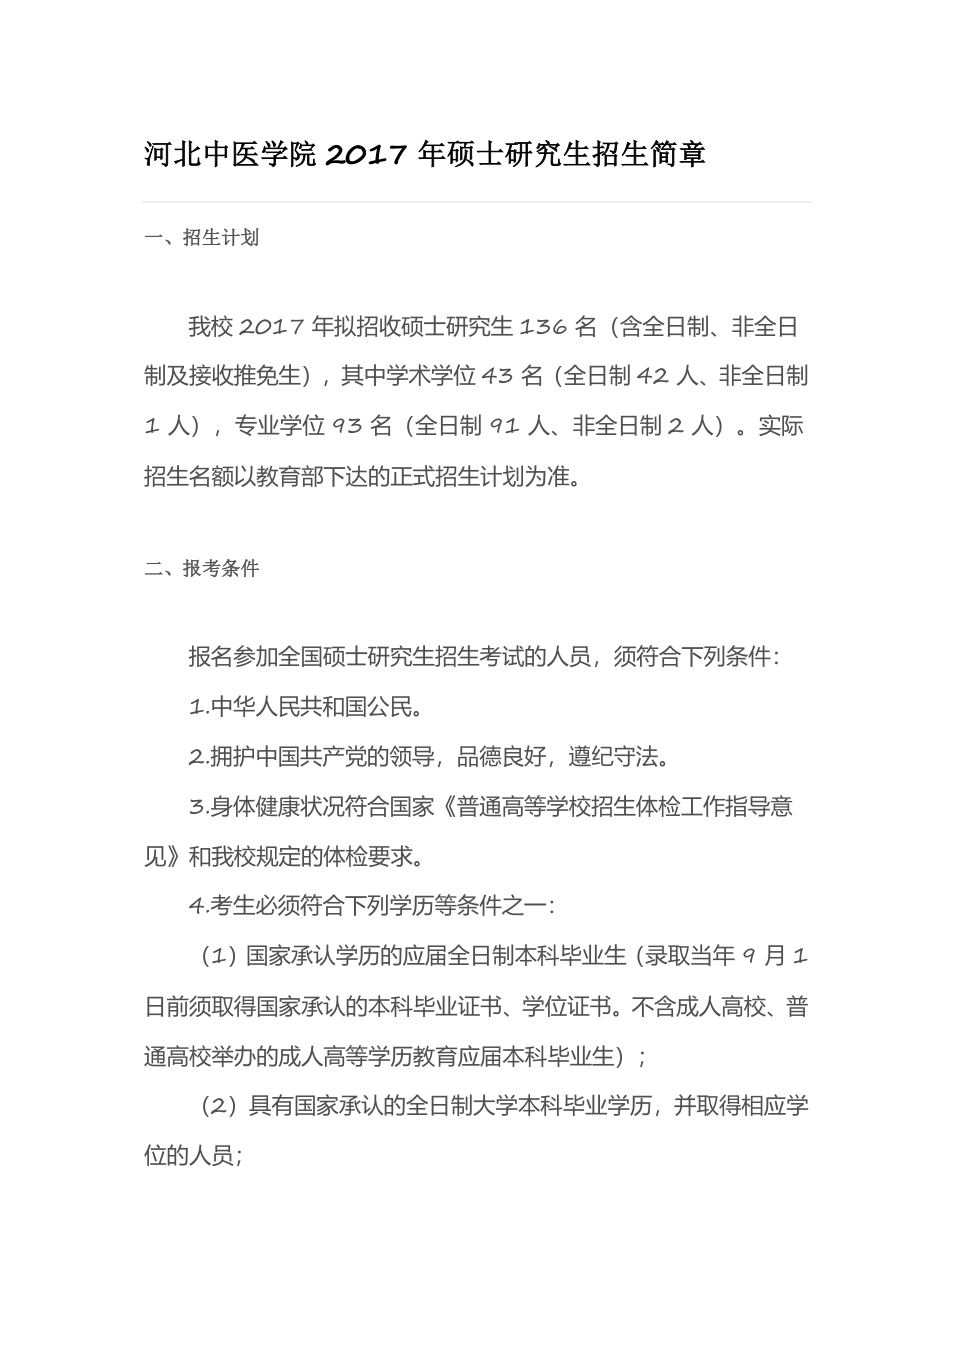 河北中医学院 2017 年硕士研究生招生简章
一、招生计划
我校 2017 年拟招收硕士研究生 136 名（含全日制、非全日
制及接收推免生），其中学术学位 43 名（全日制 42 人、非全日制
1 人），专业学位 93 名（全日制 91 人、非全日制 2 人）。实际
招生名额以教育部下达的正式招生计划为准。
二、报考条件
报名参加全国硕士研究生招生考试的人员，须符合下列条件：
1.中华人民共和国公民。
2.拥护中国共产党的领导，品德良好，遵纪守法。
3.身体健康状况符合国家《普通高等学校招生体检工作指导意
见》和我校规定的体检要求。
4.考生必须符合下列学历等条件之一：
（1）国家承认学历的应届全日制本科毕业生（录取当年 9 月 1
日前须取得国家承认的本科毕业证书、学位证书。不含成人高校、普
通高校举办的成人高等学历教育应届本科毕业生）；
（2）具有国家承认的全日制大学本科毕业学历，并取得相应学
位的人员；